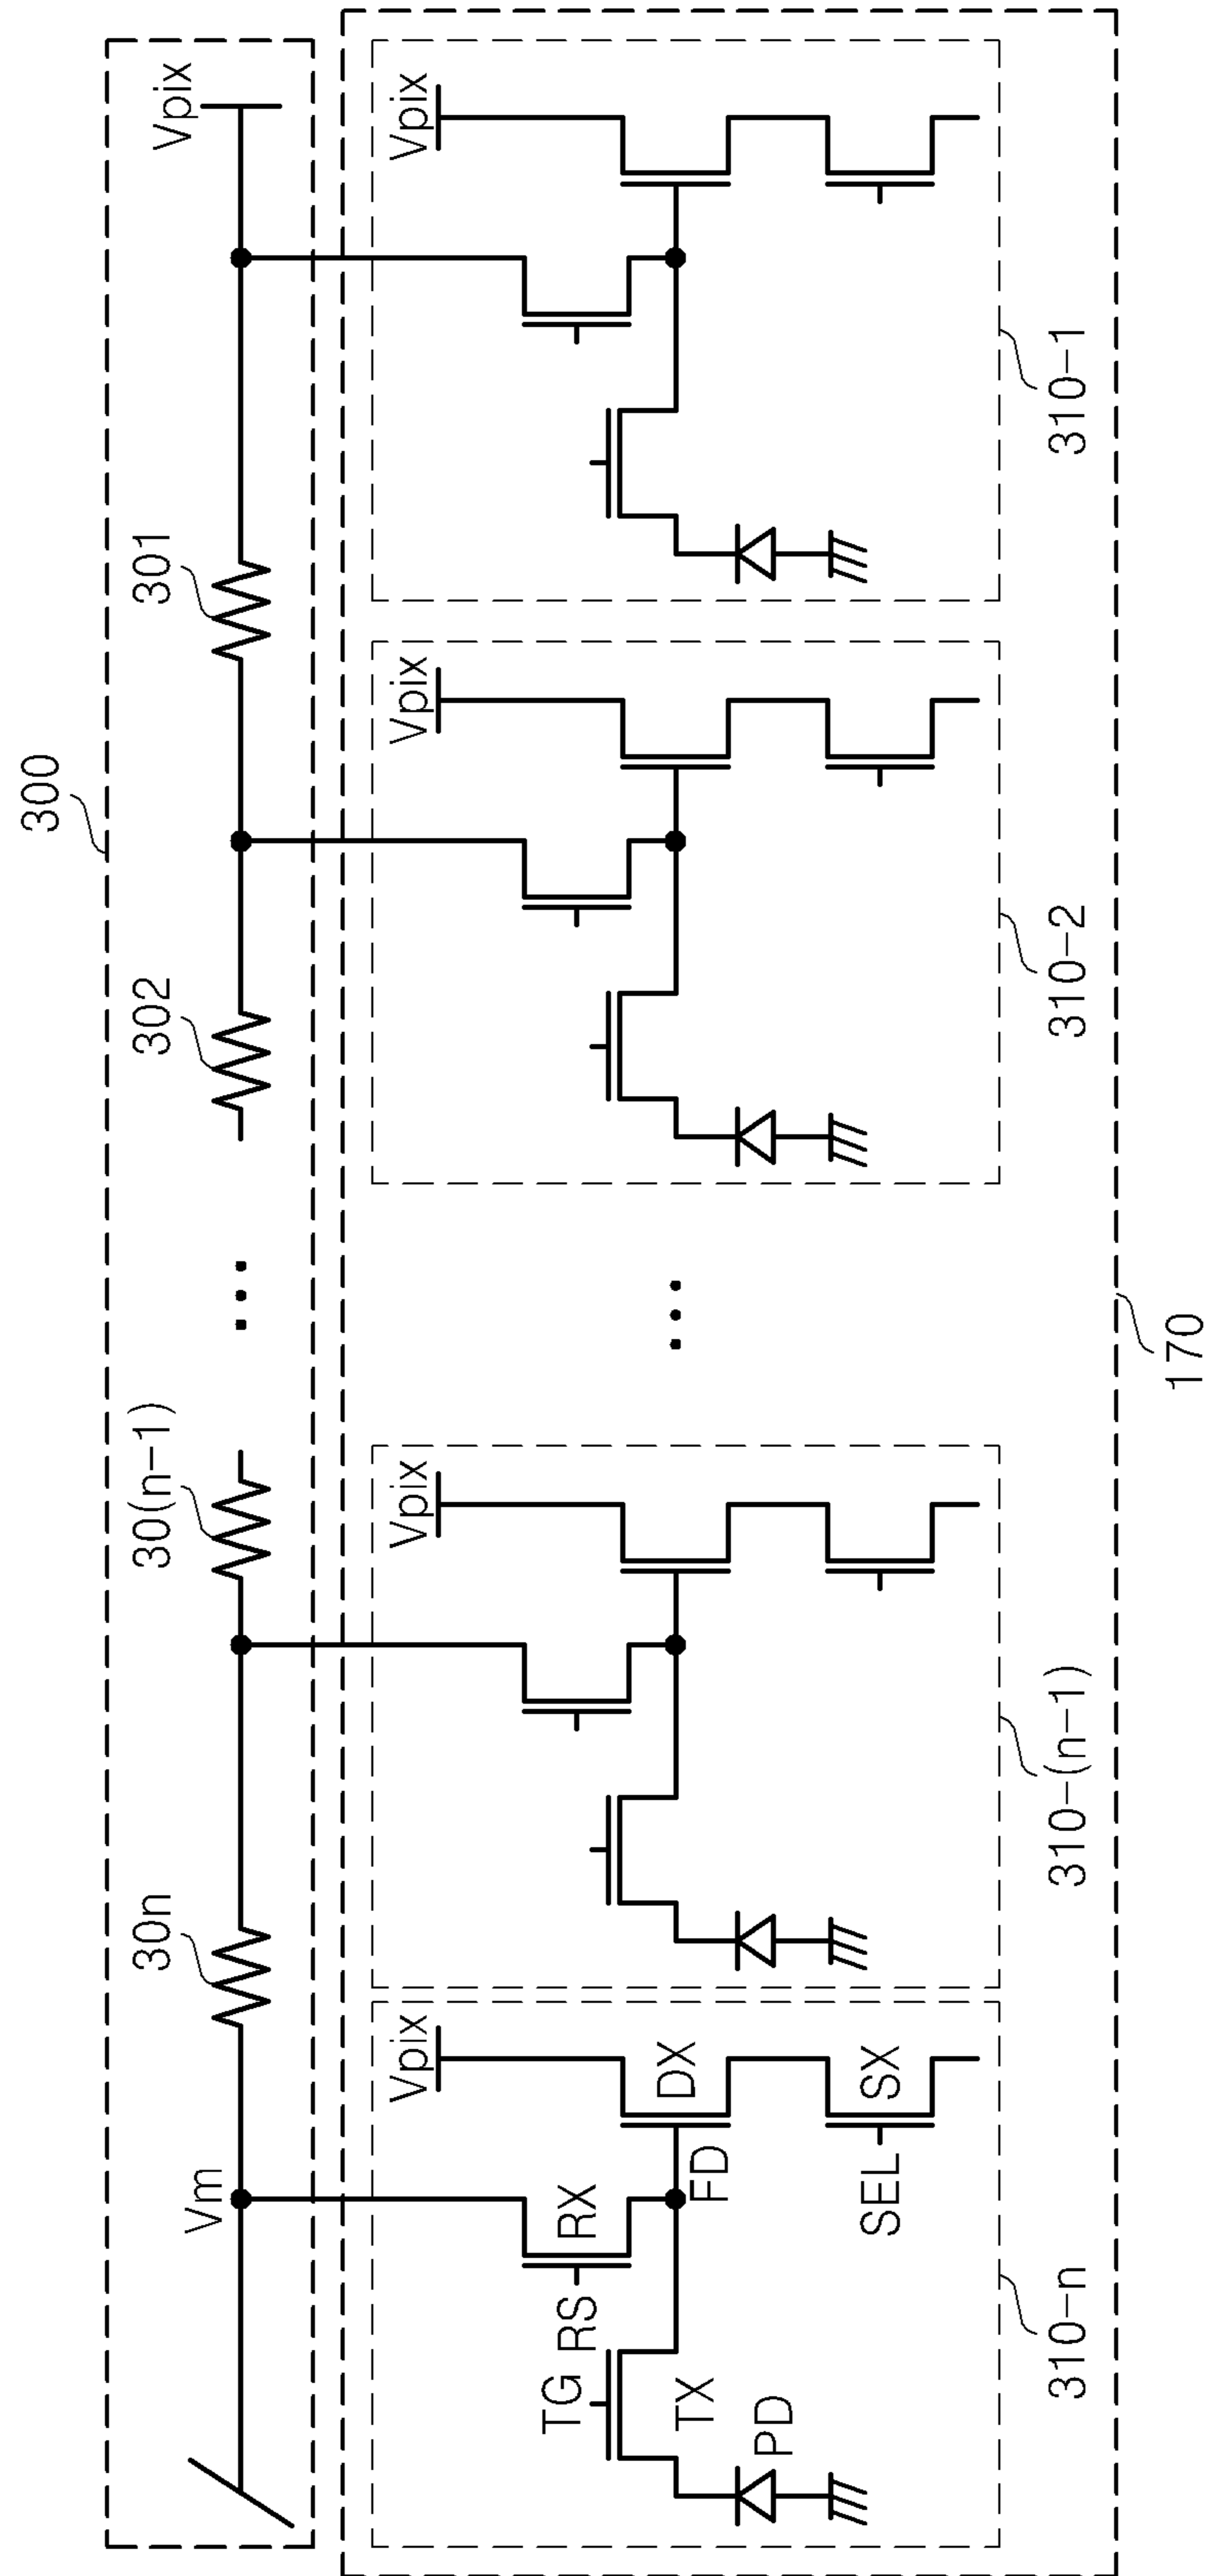 300
Vm
30n
30(n-1)
302
301
Vpix
Vpix
Vpix
Vpix
Vpix
TG
RS
RX
TX
FD
DX
PD
SEL
SX
310-n
310-(n-1)
310-2
310-1
170